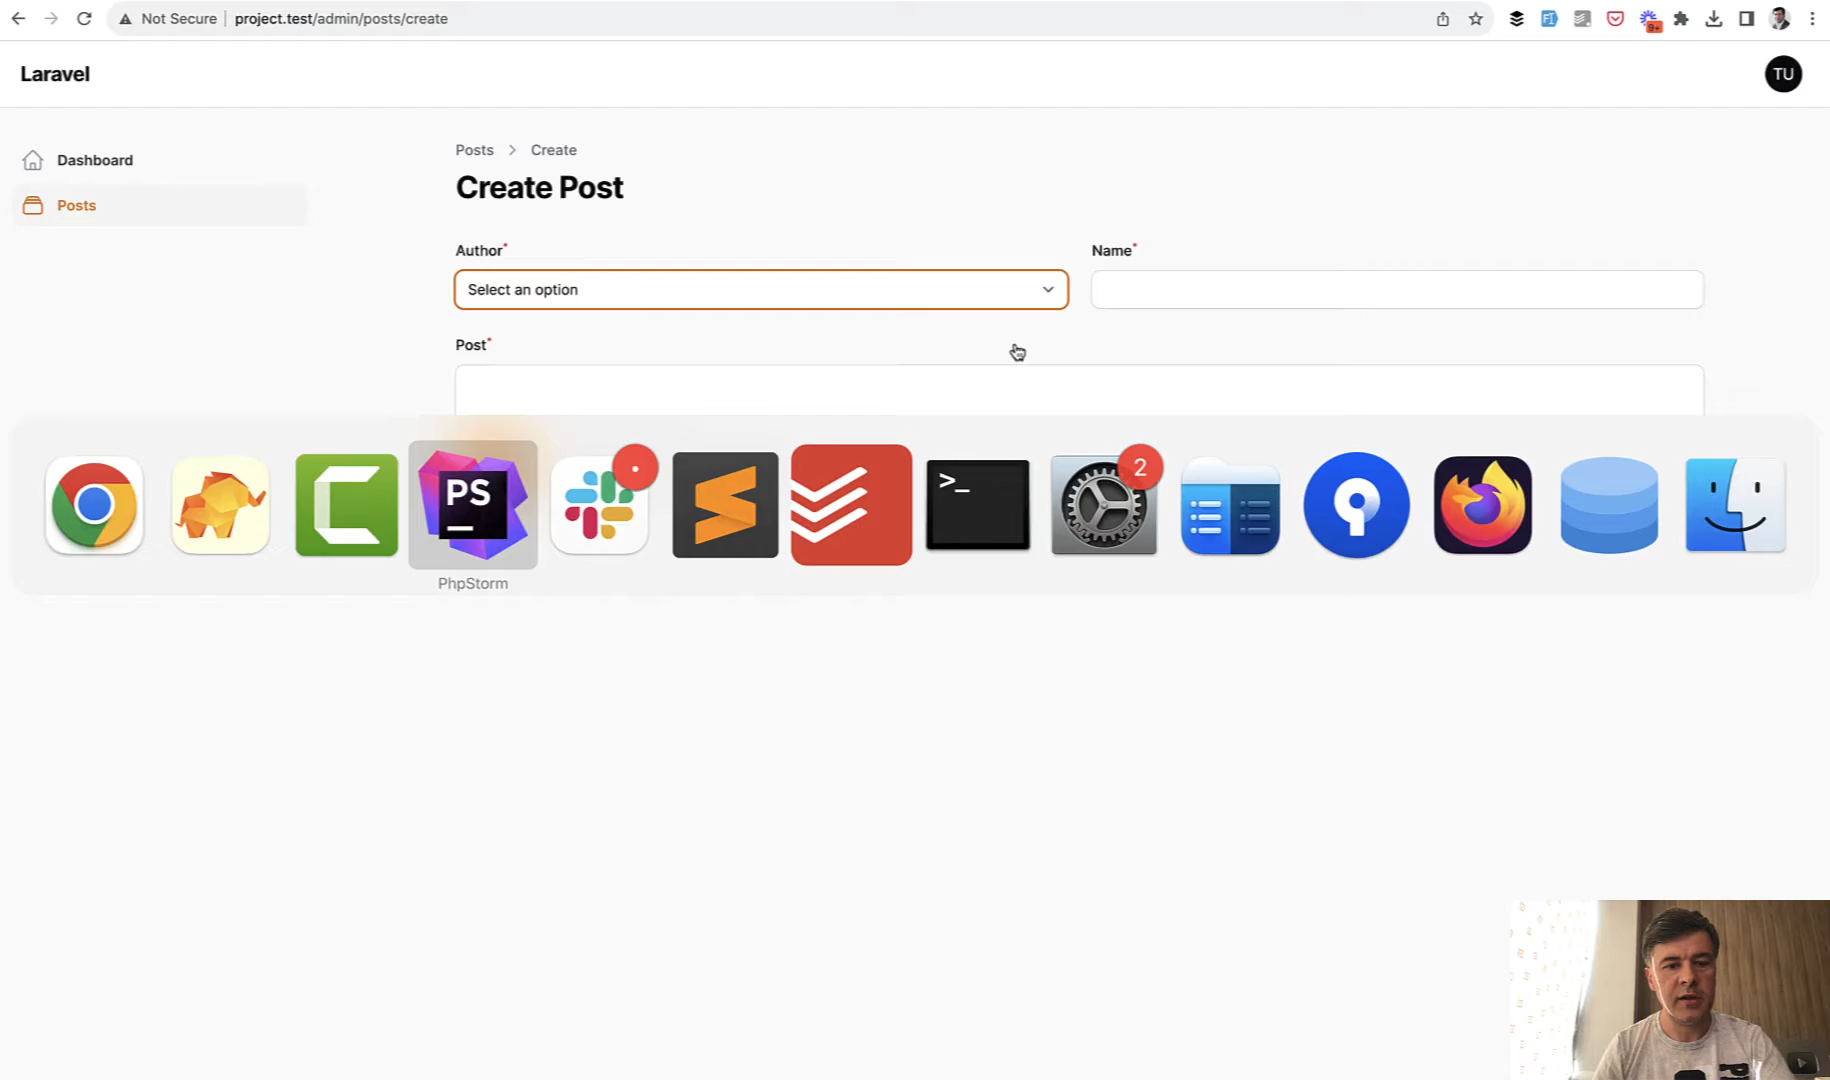 Not Secure
project.test/admin/posts/create
9+
Laravel
TU
Dashboard
Posts
Posts > Create
Create Post
Author*
Name*
Select an option
Post*
PS
>_
2
PhpStorm